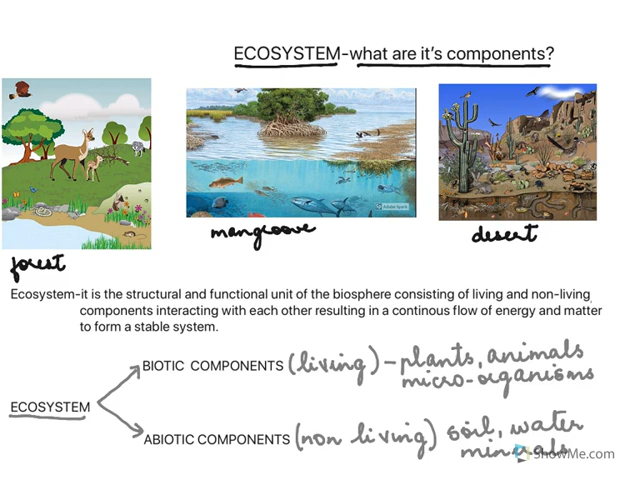 ECOSYSTEM-what are it's components?
Adobe Spark
forest
mangroove
desert
Ecosystem-it is the structural and functional unit of the biosphere consisting of living and non-living
components interacting with each other resulting in a continous flow of energy and matter
to form a stable system.
BIOTIC COMPONENTS (living) - plants, animals
micro-organisms
ECOSYSTEM
ABIOTIC COMPONENTS (non living) soil, water
minerals
ShowMe.com